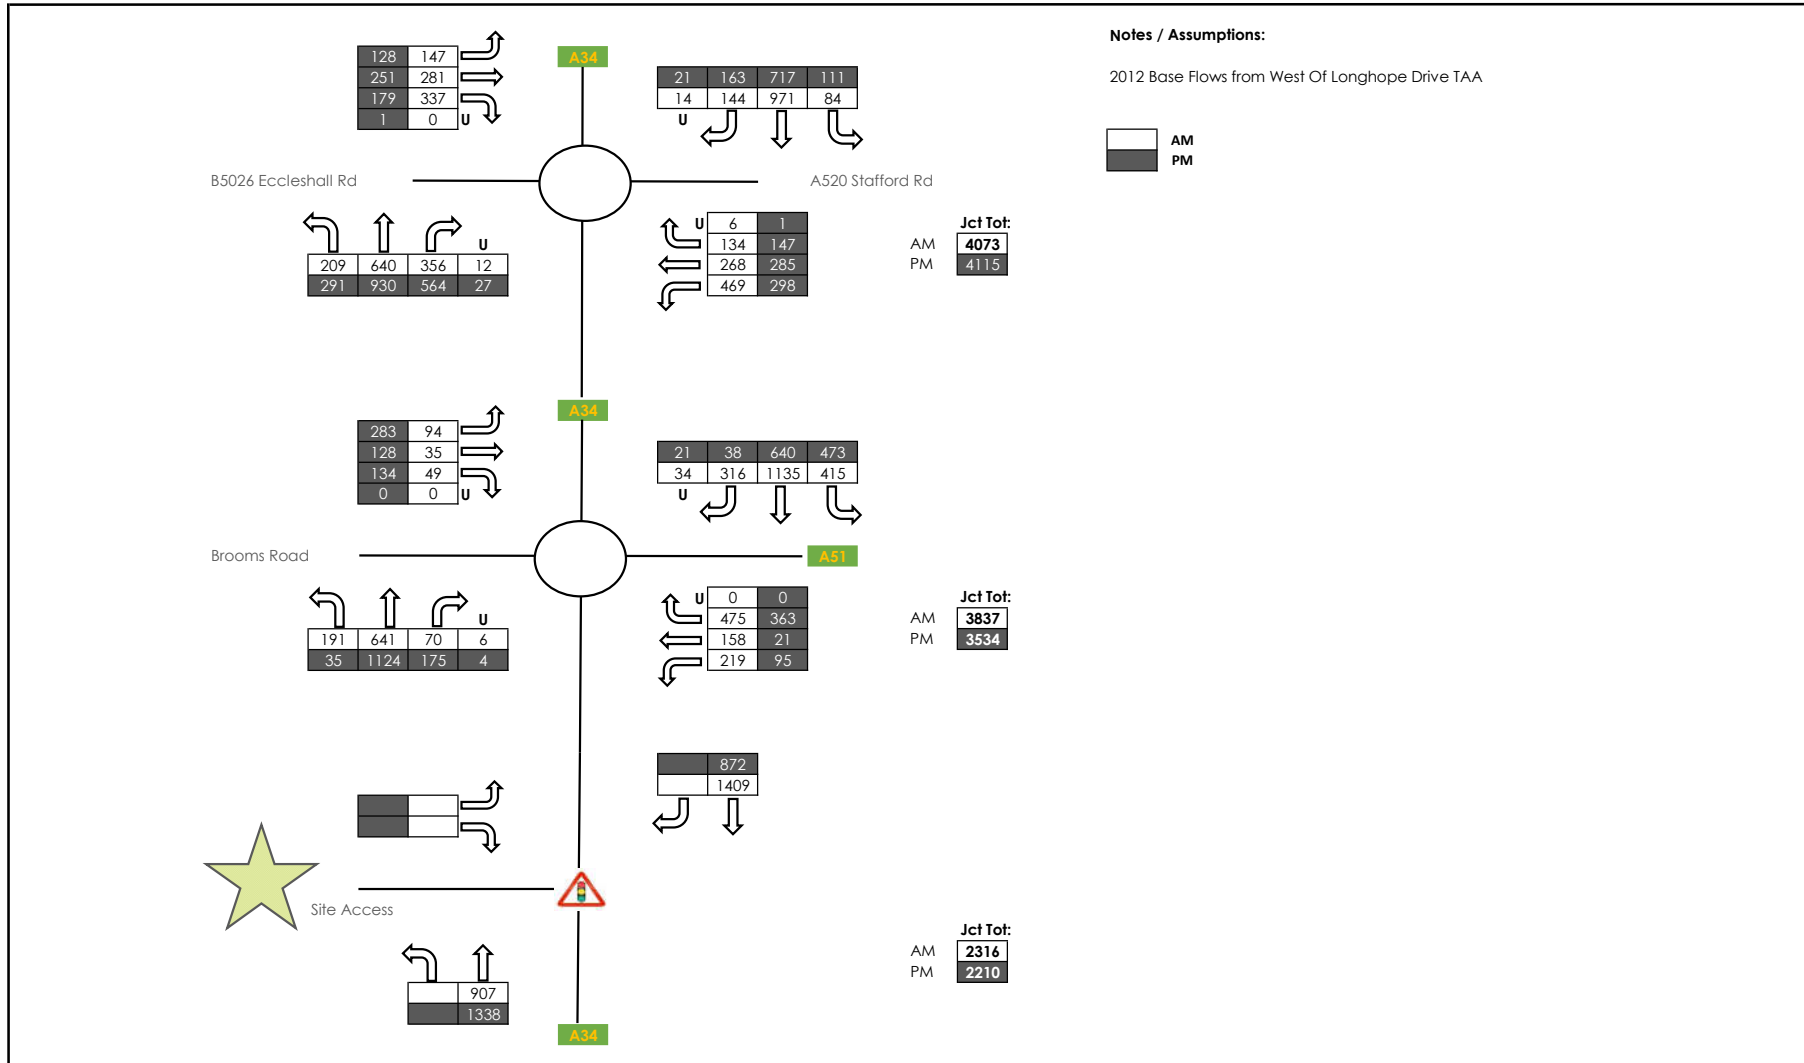 Notes / Assumptions:
2012 Base Flows from West Of Longhope Drive TAA
AM
PM
A34
128 147
251 281
179 337
1 0 U
21 163 717 111
14 144 971 84
U
B5026 Eccleshall Rd
A520 Stafford Rd
U
209 640 356 12
291 930 564 27
U 6 1
134 147
268 285
469 298
Jct Tot:
AM 4073
PM 4115
A34
283 94
128 35
134 49
0 0 U
21 38 640 473
34 316 1135 415
U
Brooms Road
A51
U
191 641 70 6
35 1124 175 4
U 0 0
475 363
158 21
219 95
Jct Tot:
AM 3837
PM 3534
872
1409
Site Access
907
1338
Jct Tot:
AM 2316
PM 2210
A34